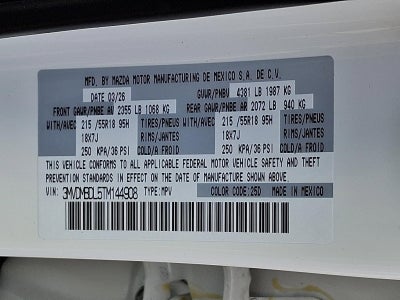 MFD. BY MAZDA MOTOR MANUFACTURING DE MEXICO S.A. DE C.V.
DATE 03/26 GVWR/PNBV 4381 LB 1987 KG
FRONT GAWR/PNBE AV 2355 LB 1068 KG REAR GAWR/PNBE AR 2072 LB 940 KG
WITH/AVEC 215 /55R18 95H TIRES/PNEUS WITH/AVEC 215 /55R18 95H TIRES/PNEUS
18X7J RIMS/JANTES 18X7J RIMS/JANTES
250 KPA/36 PSI COLD/A FROID 250 KPA/36 PSI COLD/A FROID
THIS VEHICLE CONFORMS TO ALL APPLICABLE FEDERAL MOTOR VEHICLE SAFETY AND THEFT
PREVENTION STANDARDS IN EFFECT ON THE DATE OF MANUFACTURE SHOWN ABOVE.
VIN: 3MVDMBDL5TM144908 TYPE: MPV COLOR CODE: 25D MADE IN MEXICO